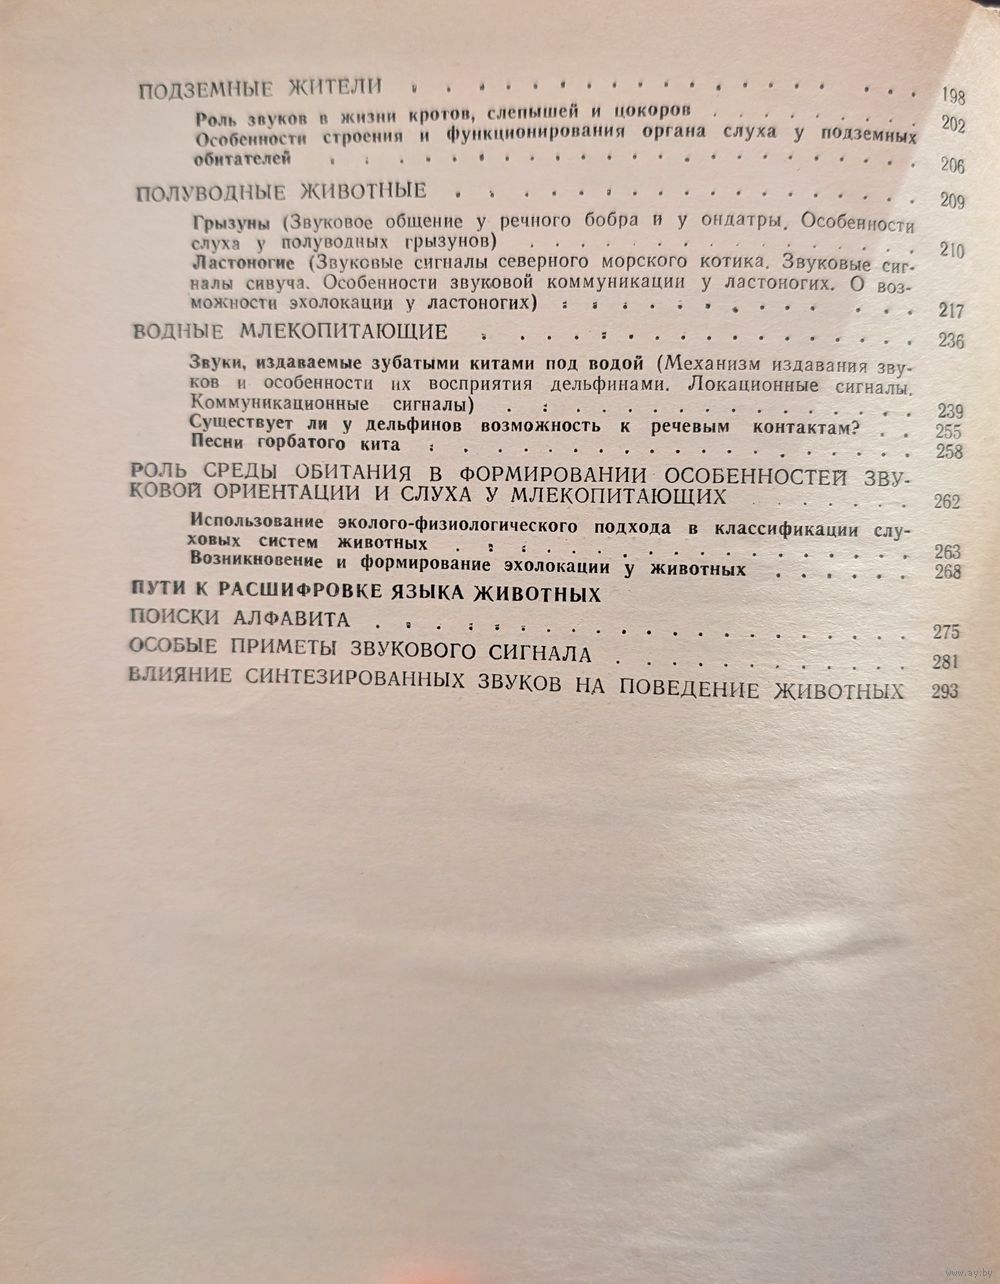 ПОДЗЕМНЫЕ ЖИТЕЛИ . . . . . . . . . . . . . . . . . . . . 198
Роль звуков в жизни кротов, слепышей и цокоров . . . . . . . . . 202
Особенности строения и функционирования органа слуха у подземных
обитателей . . . . . . . . . . . . . . . . . . . . 206
ПОЛУВОДНЫЕ ЖИВОТНЫЕ . . . . . . . . . . . . . . . . 209
Грызуны (Звуковое общение у речного бобра и у ондатры. Особенности
слуха у полуводных грызунов) . . . . . . . . . . . . . . 210
Ластоногие (Звуковые сигналы северного морского котика. Звуковые сиг-
налы сивуча. Особенности звуковой коммуникации у ластоногих. О воз-
можности эхолокации у ластоногих) . . . . . . . . . . . . 217
ВОДНЫЕ МЛЕКОПИТАЮЩИЕ . . . . . . . . . . . . . . . 236
Звуки, издаваемые зубатыми китами под водой (Механизм издавания зву-
ков и особенности их восприятия дельфинами. Локационные сигналы.
Коммуникационные сигналы) . . . . . . . . . . . . . . 239
Существует ли у дельфинов возможность к речевым контактам? . . 255
Песни горбатого кита . . . . . . . . . . . . . . . . 258
РОЛЬ СРЕДЫ ОБИТАНИЯ В ФОРМИРОВАНИИ ОСОБЕННОСТЕЙ ЗВУ-
КОВОЙ ОРИЕНТАЦИИ И СЛУХА У МЛЕКОПИТАЮЩИХ . . . . . . 262
Использование эколого-физиологического подхода в классификации слу-
ховых систем животных . . . . . . . . . . . . . . . 263
Возникновение и формирование эхолокации у животных . . . . . . 268
ПУТИ К РАСШИФРОВКЕ ЯЗЫКА ЖИВОТНЫХ
ПОИСКИ АЛФАВИТА . . . . . . . . . . . . . . . . . . 275
ОСОБЫЕ ПРИМЕТЫ ЗВУКОВОГО СИГНАЛА . . . . . . . . . . . 281
ВЛИЯНИЕ СИНТЕЗИРОВАННЫХ ЗВУКОВ НА ПОВЕДЕНИЕ ЖИВОТНЫХ 293
www.ay.by